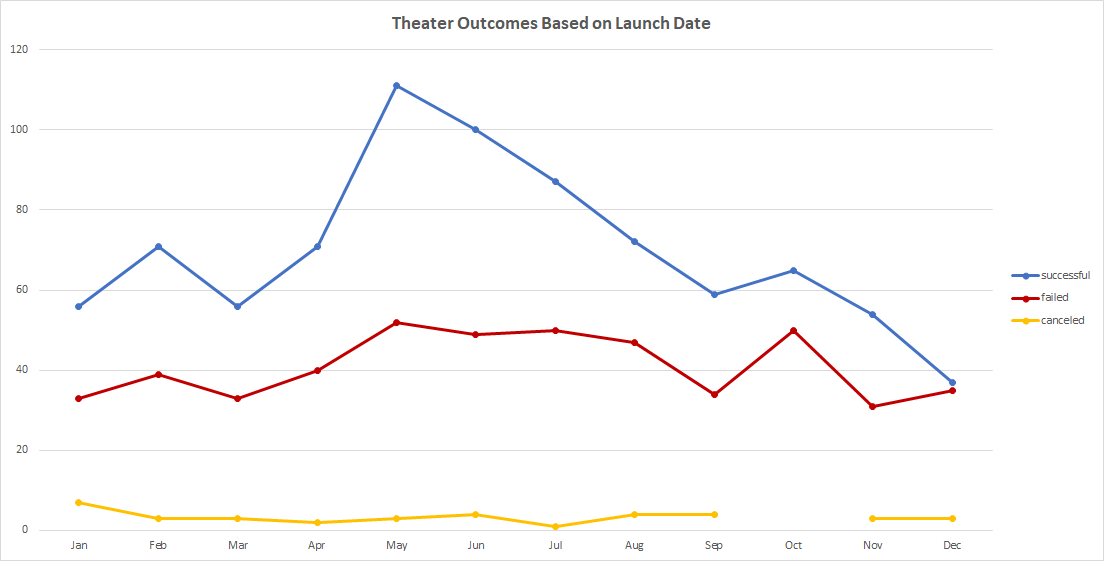 Theater Outcomes Based on Launch Date
120
100
80
60
40
20
0
Jan Feb Mar Apr May Jun Jul Aug Sep Oct Nov Dec
successful
failed
canceled